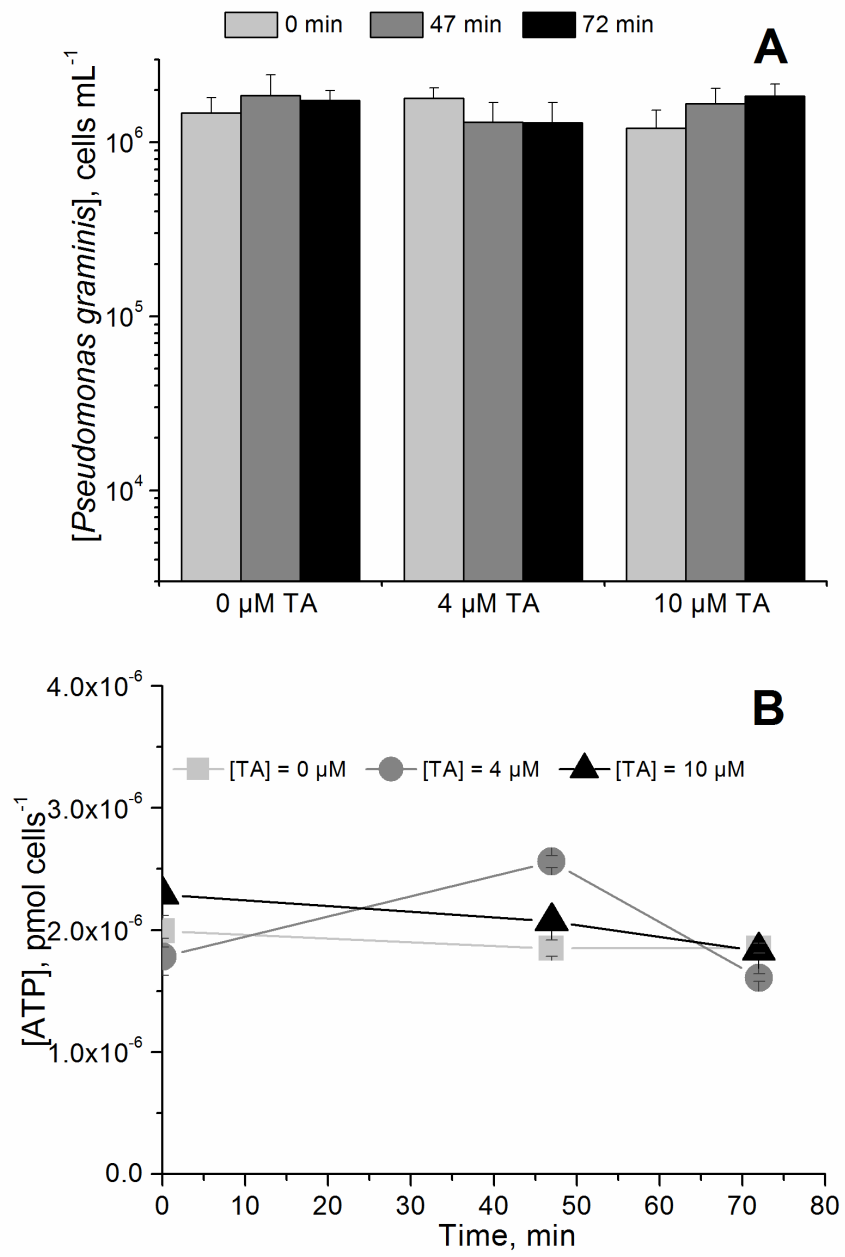 0 min 47 min 72 min
A
[Pseudomonas graminis], cells mL-1
10^6
10^5
10^4
0 µM TA 4 µM TA 10 µM TA
B
[ATP], pmol cells-1
4.0x10^-6
[TA] = 0 µM [TA] = 4 µM [TA] = 10 µM
3.0x10^-6
2.0x10^-6
1.0x10^-6
0.0
0 10 20 30 40 50 60 70 80
Time, min